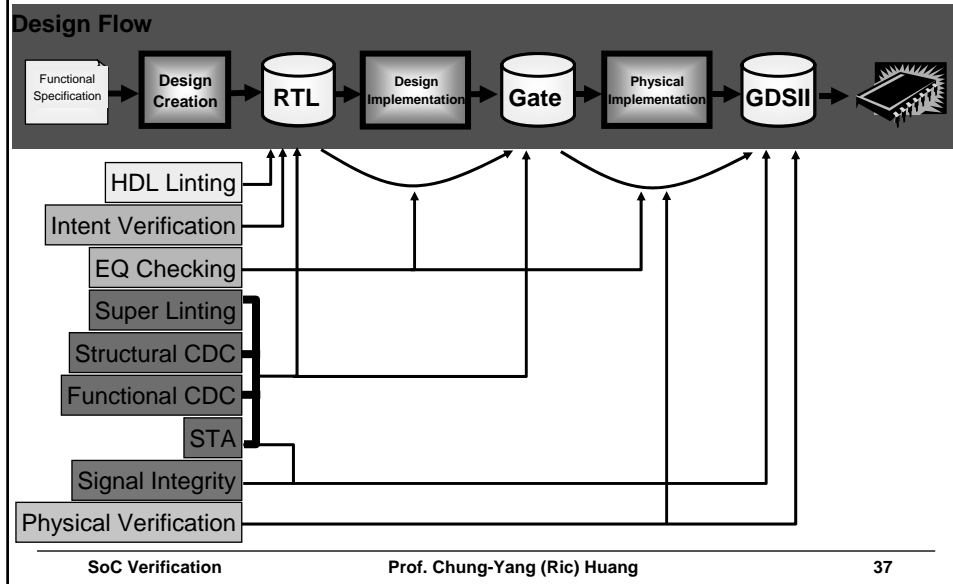 Design Flow
Functional
Specification
Design
Creation
RTL
Design
Implementation
Gate
Physical
Implementation
GDSII
HDL Linting
Intent Verification
EQ Checking
Super Linting
Structural CDC
Functional CDC
STA
Signal Integrity
Physical Verification
SoC Verification Prof. Chung-Yang (Ric) Huang 37